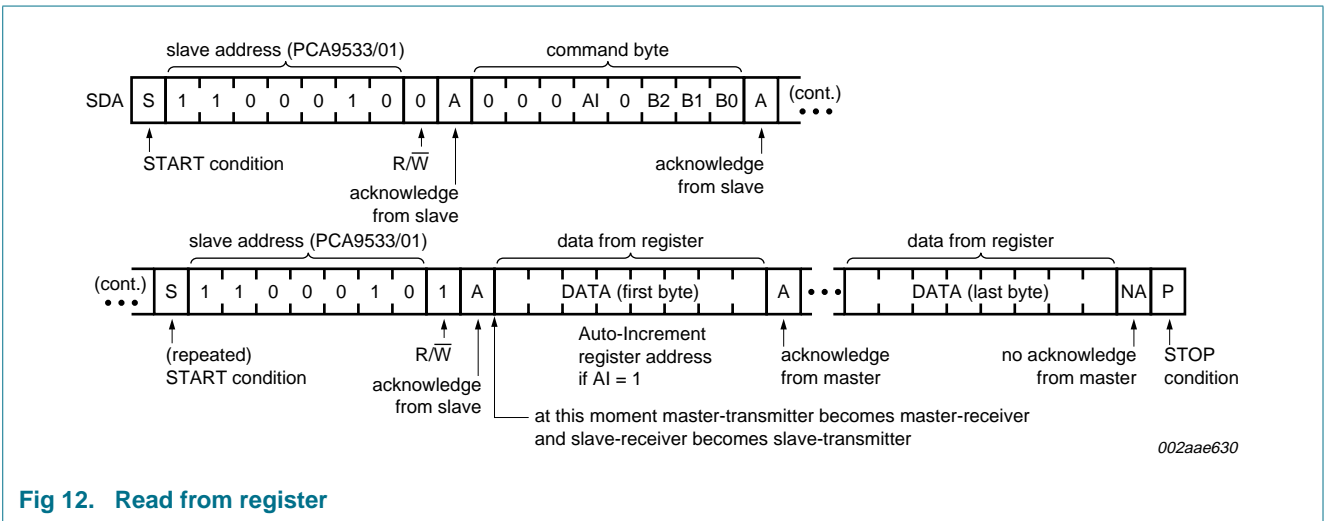 slave address (PCA9533/01) command byte
SDA S 1 1 0 0 0 1 0 0 A 0 0 0 AI 0 B2 B1 B0 A (cont.)
START condition R/W̅ acknowledge
acknowledge from slave
from slave
slave address (PCA9533/01) data from register data from register
(cont.) S 1 1 0 0 0 1 0 1 A DATA (first byte) A DATA (last byte) NA P
(repeated) R/W̅ Auto-Increment acknowledge no acknowledge STOP
START condition acknowledge register address from master from master condition
from slave if AI = 1
at this moment master-transmitter becomes master-receiver
and slave-receiver becomes slave-transmitter
002aae630
Fig 12. Read from register